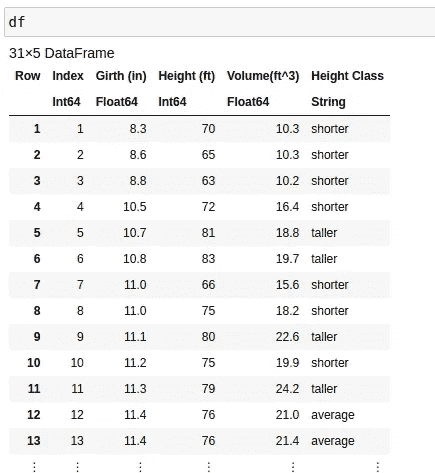 df
31×5 DataFrame
Row Index Girth (in) Height (ft) Volume(ft^3) Height Class
Int64 Float64 Int64 Float64 String
1 1 8.3 70 10.3 shorter
2 2 8.6 65 10.3 shorter
3 3 8.8 63 10.2 shorter
4 4 10.5 72 16.4 shorter
5 5 10.7 81 18.8 taller
6 6 10.8 83 19.7 taller
7 7 11.0 66 15.6 shorter
8 8 11.0 75 18.2 shorter
9 9 11.1 80 22.6 taller
10 10 11.2 75 19.9 shorter
11 11 11.3 79 24.2 taller
12 12 11.4 76 21.0 average
13 13 11.4 76 21.4 average
⋮ ⋮ ⋮ ⋮ ⋮ ⋮